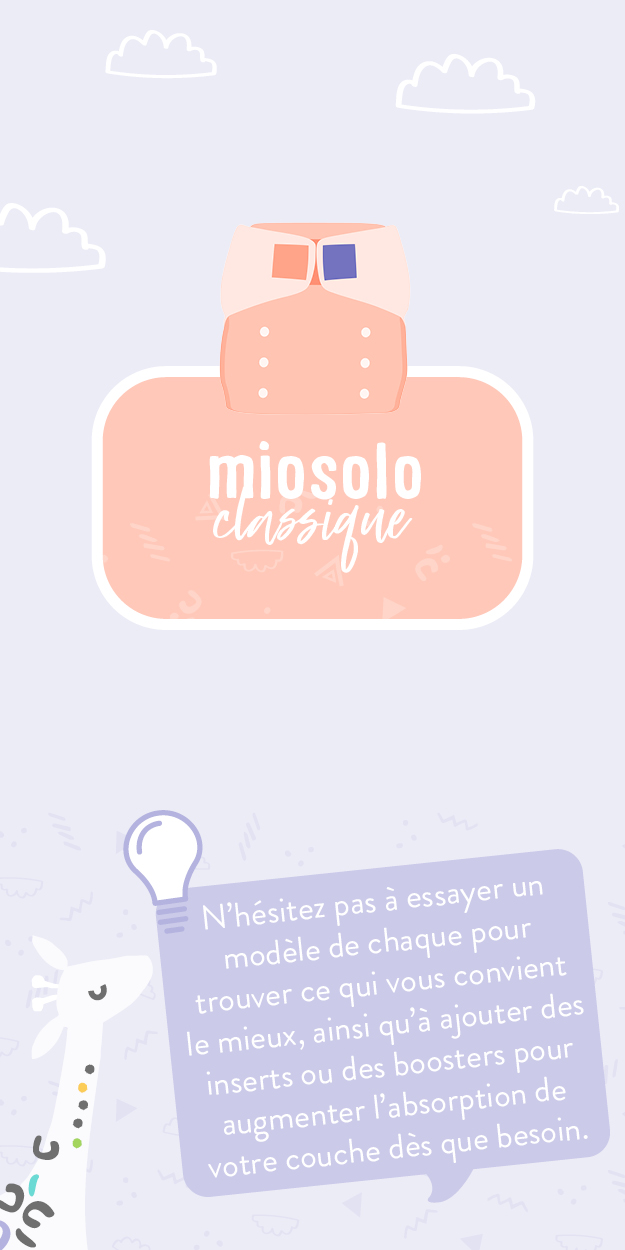 miosolo
classique
N'hésitez pas à essayer un
modèle de chaque pour
trouver ce qui vous convient
le mieux, ainsi qu'à ajouter des
inserts ou des boosters pour
augmenter l'absorption de
votre couche dès que besoin.